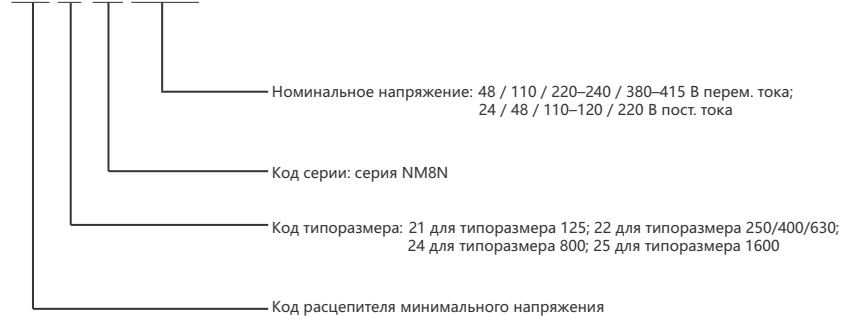 Номинальное напряжение: 48 / 110 / 220–240 / 380–415 В перем. тока;
24 / 48 / 110–120 / 220 В пост. тока
Код серии: серия NM8N
Код типоразмера: 21 для типоразмера 125; 22 для типоразмера 250/400/630;
24 для типоразмера 800; 25 для типоразмера 1600
Код расцепителя минимального напряжения